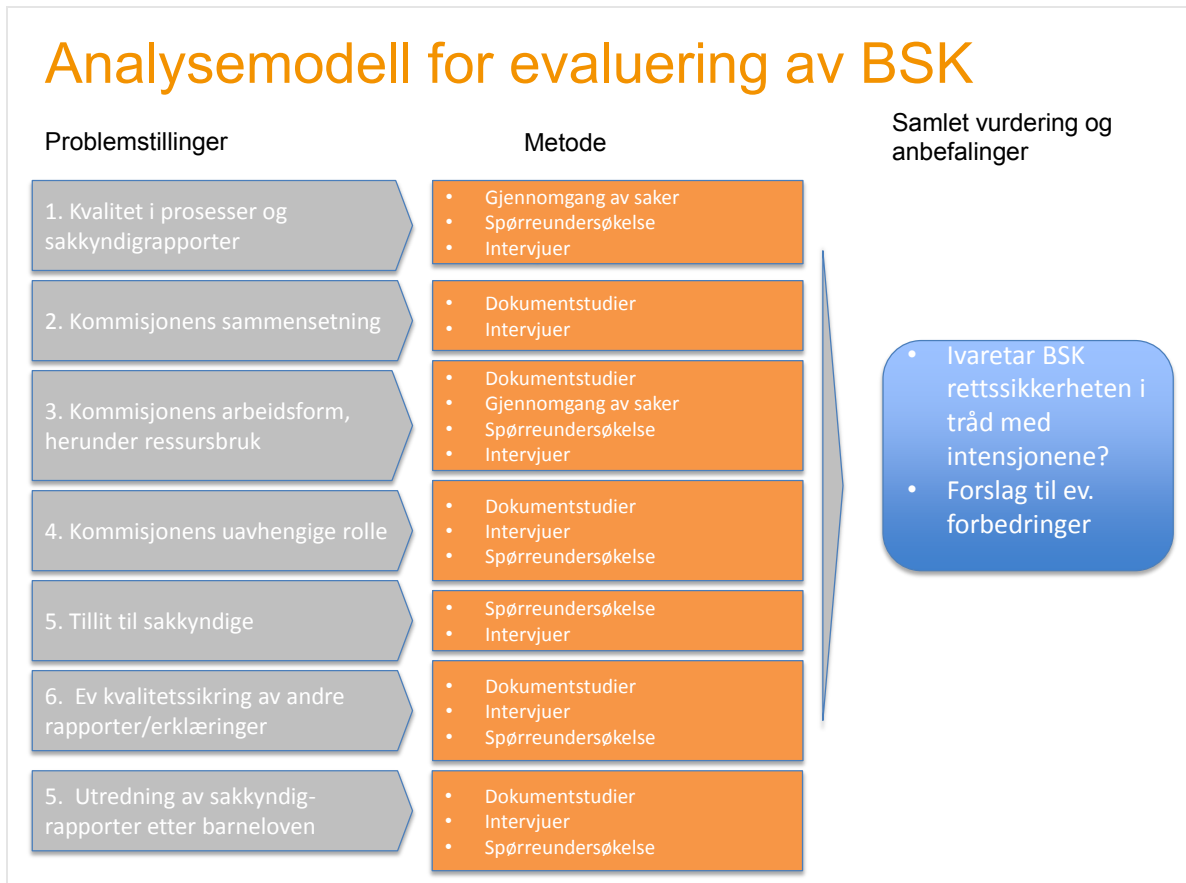 Analysemodell for evaluering av BSK
Problemstillinger
Metode
Samlet vurdering og
anbefalinger
1. Kvalitet i prosesser og
sakkyndigrapporter
• Gjennomgang av saker
• Spørreundersøkelse
• Intervjuer
2. Kommisjonens sammensetning
• Dokumentstudier
• Intervjuer
3. Kommisjonens arbeidsform,
herunder ressursbruk
• Dokumentstudier
• Gjennomgang av saker
• Spørreundersøkelse
• Intervjuer
4. Kommisjonens uavhengige rolle
• Dokumentstudier
• Intervjuer
• Spørreundersøkelse
5. Tillit til sakkyndige
• Spørreundersøkelse
• Intervjuer
6. Ev kvalitetssikring av andre
rapporter/erklæringer
• Dokumentstudier
• Intervjuer
• Spørreundersøkelse
5. Utredning av sakkyndig-
rapporter etter barneloven
• Dokumentstudier
• Intervjuer
• Spørreundersøkelse
• Ivaretar BSK
rettssikkerheten i
tråd med
intensjonene?
• Forslag til ev.
forbedringer